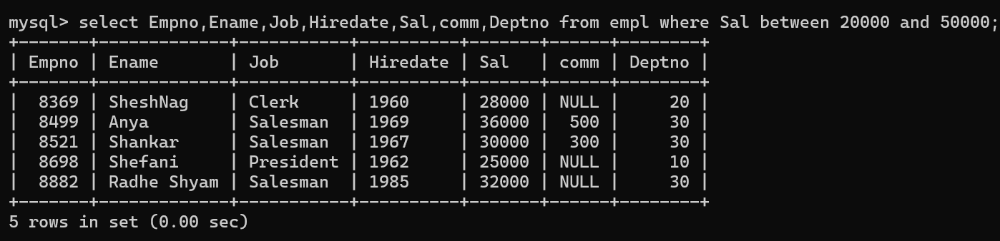 mysql> select Empno,Ename,Job,Hiredate,Sal,comm,Deptno from empl where Sal between 20000 and 50000;
+-------+-------------+-----------+----------+-------+------+--------+
| Empno | Ename       | Job       | Hiredate | Sal   | comm | Deptno |
+-------+-------------+-----------+----------+-------+------+--------+
|  8369 | SheshNag    | Clerk     | 1960     | 28000 | NULL |     20 |
|  8499 | Anya        | Salesman  | 1969     | 36000 |  500 |     30 |
|  8521 | Shankar     | Salesman  | 1967     | 30000 |  300 |     30 |
|  8698 | Shefani     | President | 1962     | 25000 | NULL |     10 |
|  8882 | Radhe Shyam | Salesman  | 1985     | 32000 | NULL |     30 |
+-------+-------------+-----------+----------+-------+------+--------+
5 rows in set (0.00 sec)